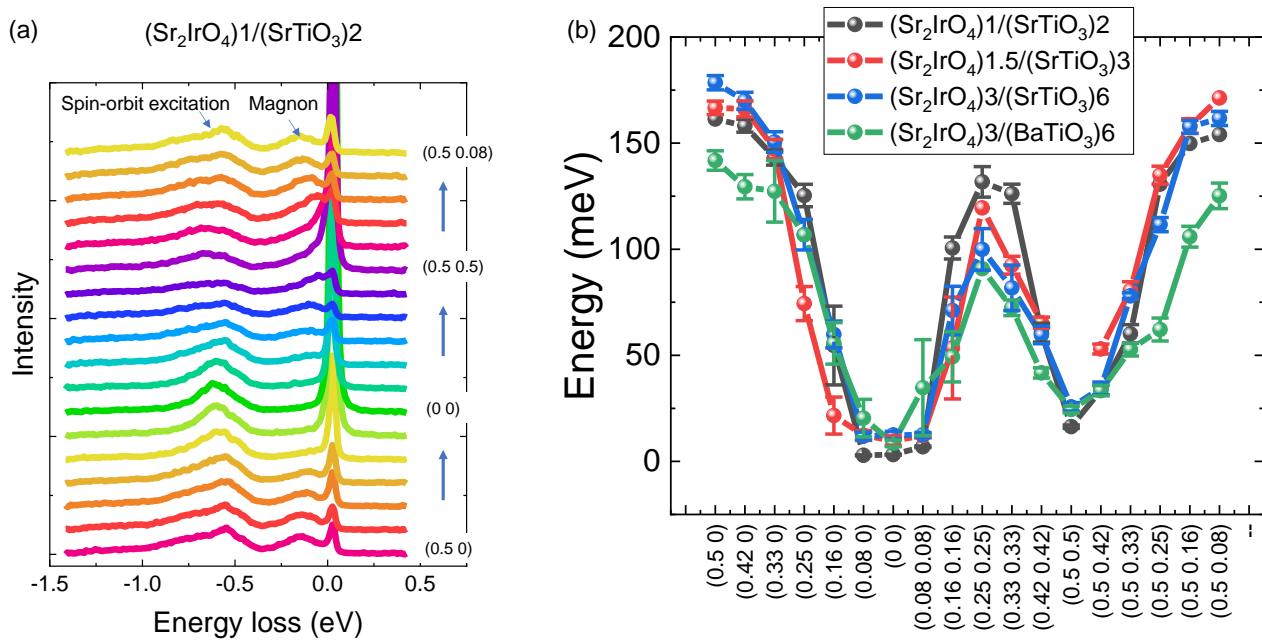 (a)
(Sr₂IrO₄)1/(SrTiO₃)2
Spin-orbit excitation
Magnon
(0.5 0.08)
(0.5 0.5)
(0 0)
(0.5 0)
Intensity
-1.5 -1.0 -0.5 0.0 0.5
Energy loss (eV)
(b)
(Sr₂IrO₄)1/(SrTiO₃)2
(Sr₂IrO₄)1.5/(SrTiO₃)3
(Sr₂IrO₄)3/(SrTiO₃)6
(Sr₂IrO₄)3/(BaTiO₃)6
200
150
100
50
0
Energy (meV)
(0.5 0)
(0.42 0)
(0.33 0)
(0.25 0)
(0.16 0)
(0.08 0)
(0 0)
(0.08 0.08)
(0.16 0.16)
(0.25 0.25)
(0.33 0.33)
(0.42 0.42)
(0.5 0.5)
(0.5 0.42)
(0.5 0.33)
(0.5 0.25)
(0.5 0.16)
(0.5 0.08)
--